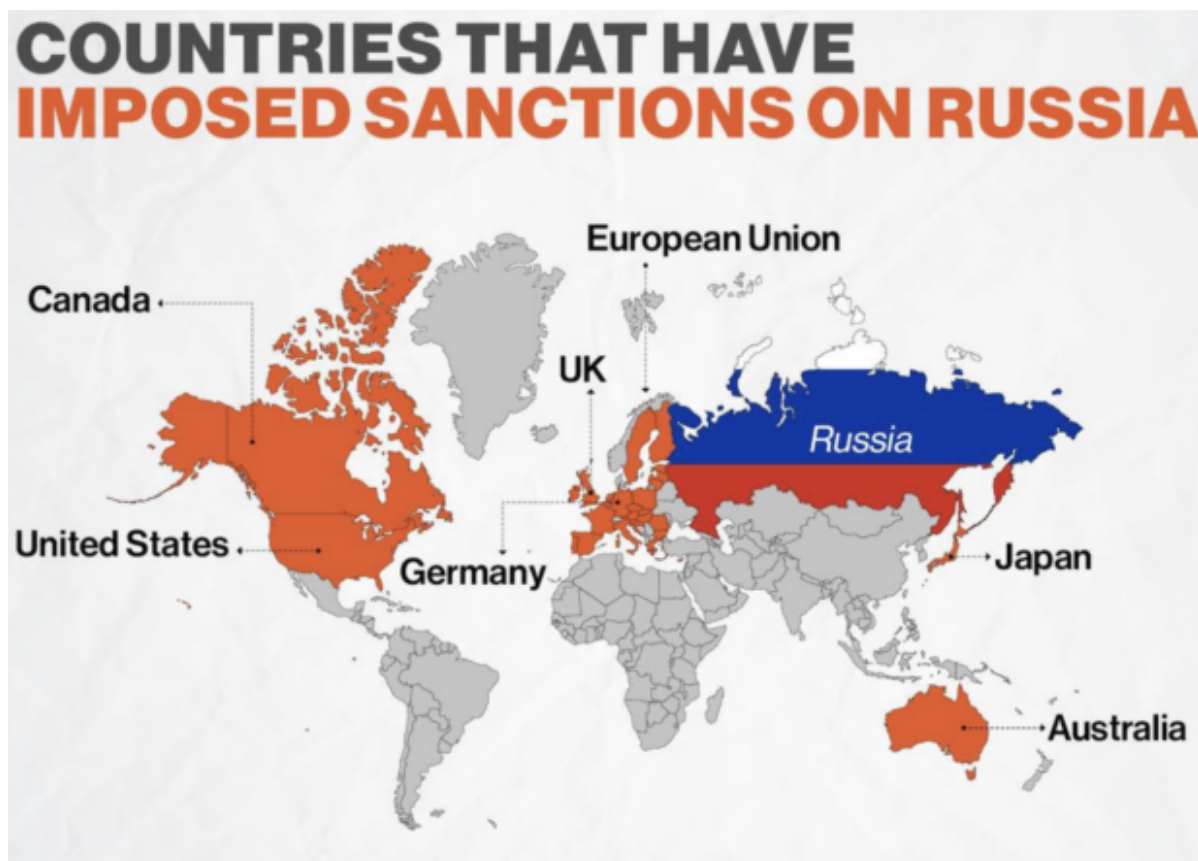 COUNTRIES THAT HAVE
IMPOSED SANCTIONS ON RUSSIA
European Union
Canada
UK
Russia
United States
Germany
Japan
Australia